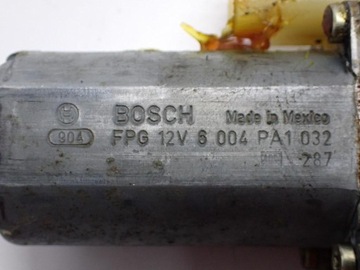 BOSCH Made in Mexico
904 FPG 12V 6 004 PA1 032
287